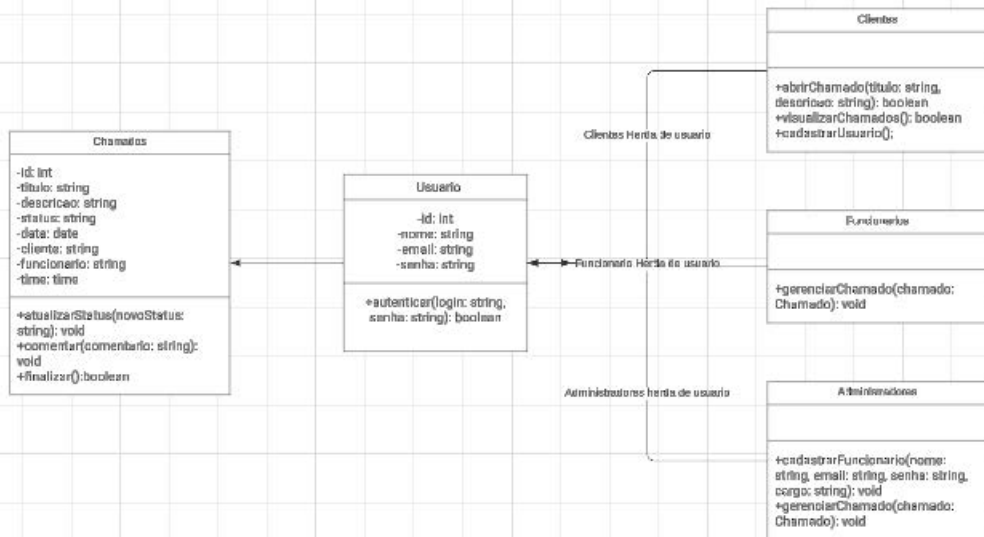 Chamados
-id: int
-titulo: string
-descricao: string
-status: string
-data: date
-cliente: string
-funcionario: string
-time: time
+atualizarStatus(novoStatus:
string): void
+comentar(comentario: string):
void
+finalizar():boolean
Usuario
-id: int
-nome: string
-email: string
-senha: string
+autenticar(login: string,
senha: string): boolean
Clientes Herda de usuario
Funcionario Herda de usuario
Administradores herda de usuario
Clientes
+abrirChamado(titulo: string,
descricao: string): boolean
+visualizarChamados(): boolean
+cadastrarUsuario();
Funcionarios
+gerenciarChamado(chamado:
Chamado): void
Administradores
+cadastrarFuncionario(nome:
string, email: string, senha: string,
cargo: string): void
+gerenciarChamado(chamado:
Chamado): void